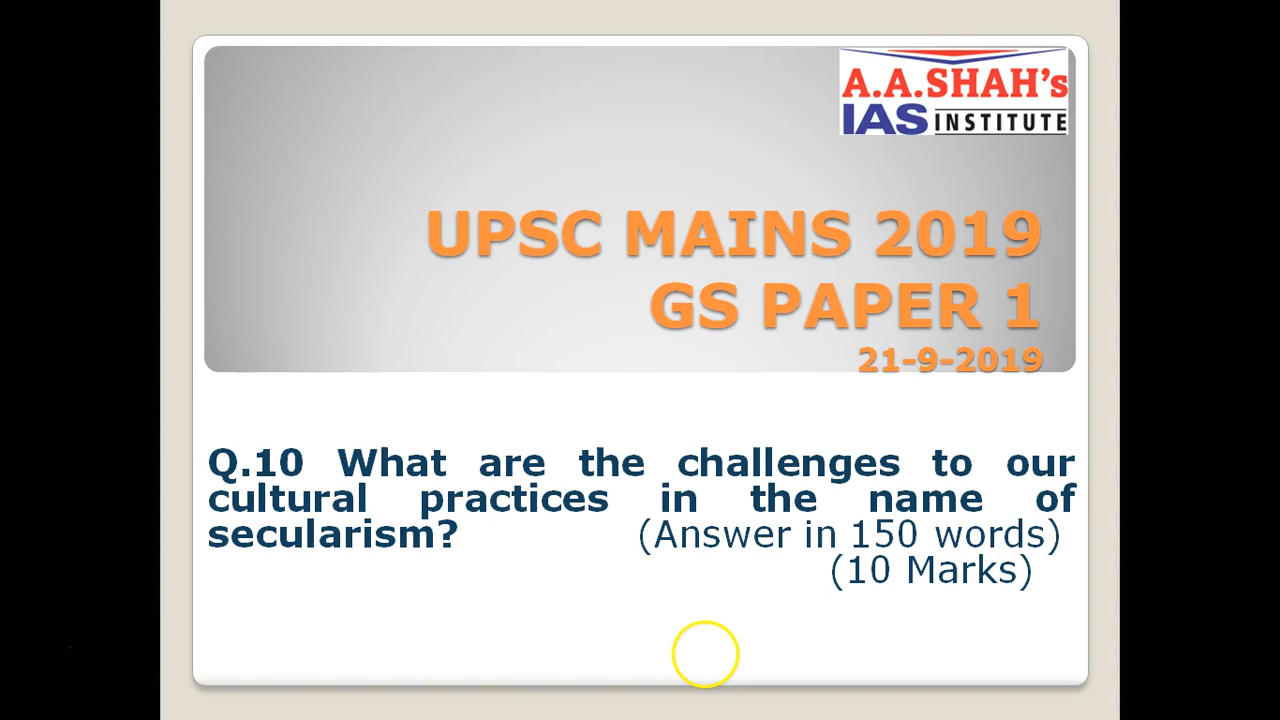 A.A.SHAH's
IAS INSTITUTE
UPSC MAINS 2019
GS PAPER 1
21-9-2019
Q.10 What are the challenges to our
cultural practices in the name of
secularism? (Answer in 150 words)
(10 Marks)